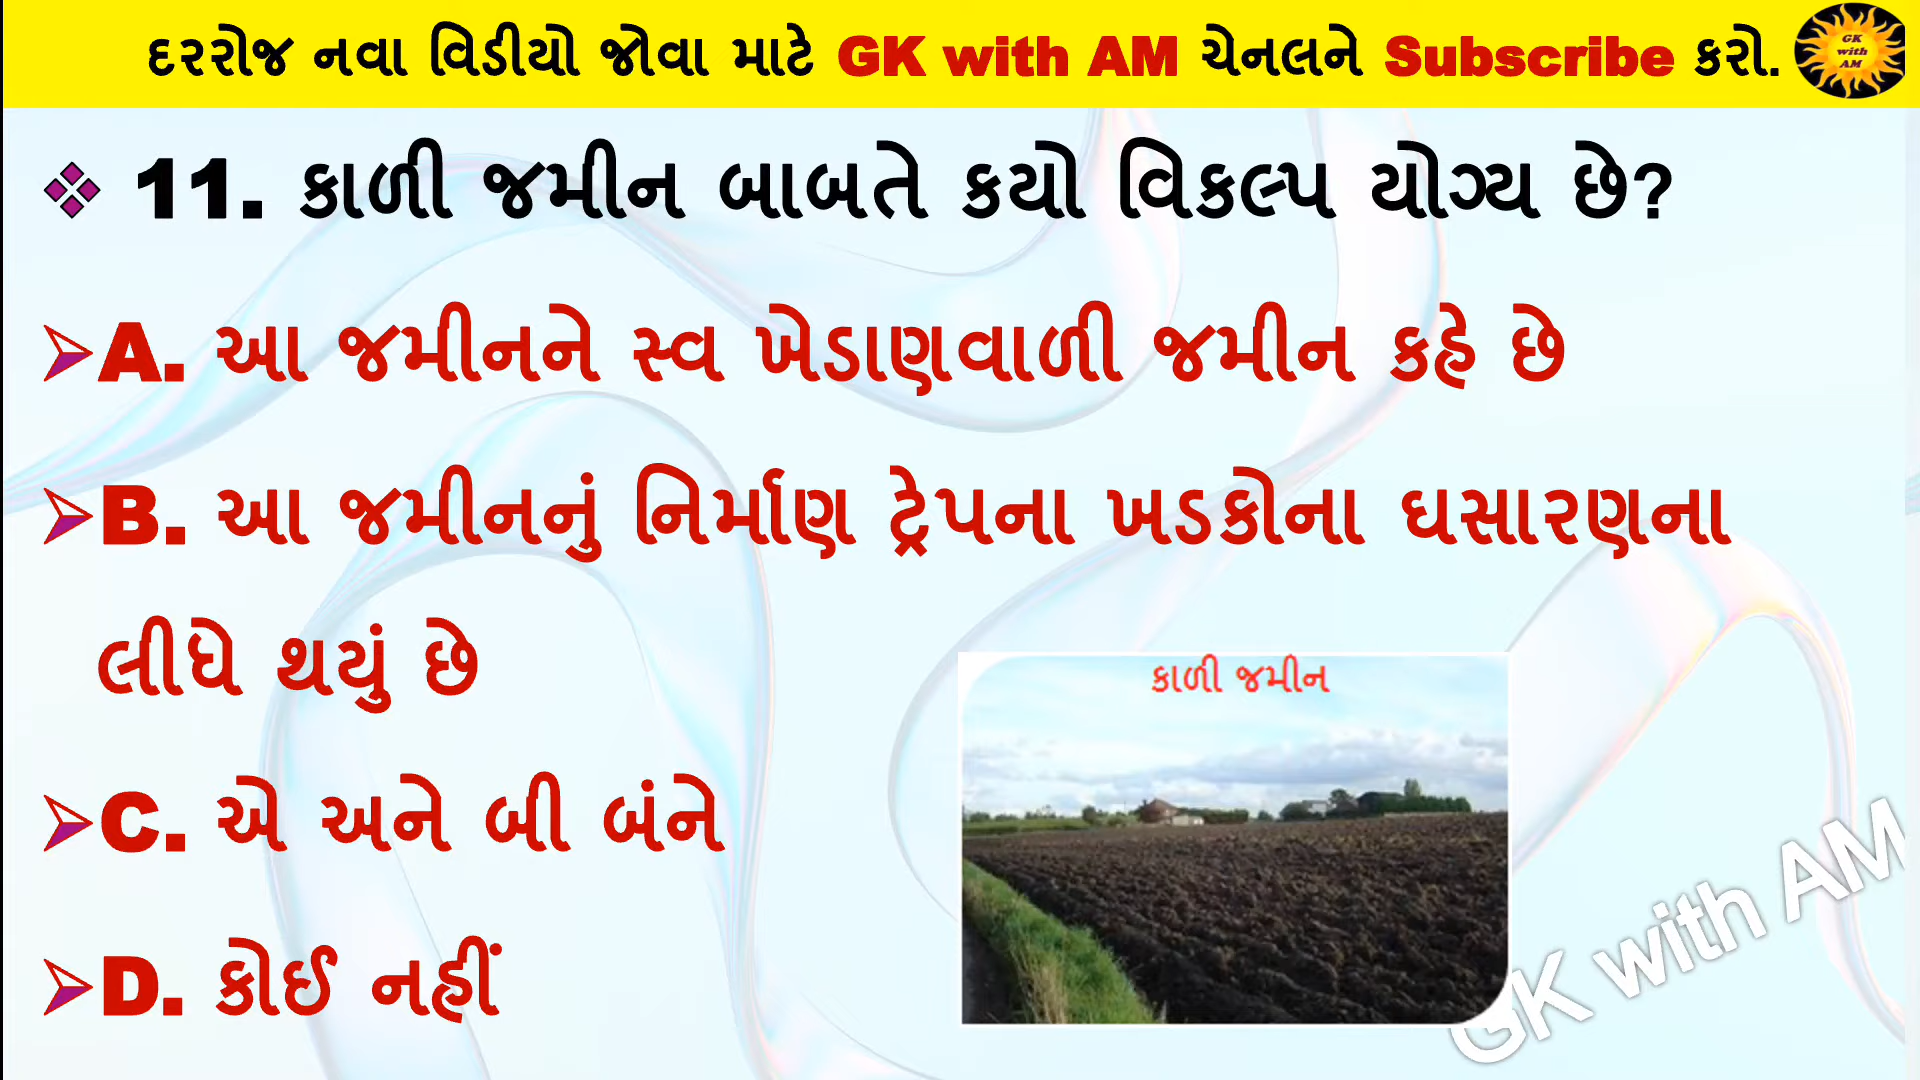 દરરોજ નવા વિડીયો જોવા માટે GK with AM ચેનલને Subscribe કરો.
GK
with
AM
11. કાળી જમીન બાબતે કયો વિકલ્પ યોગ્ય છે?
A. આ જમીનને સ્વ ખેડાણવાળી જમીન કહે છે
B. આ જમીનનું નિર્માણ ટ્રેપના ખડકોના ઘસારણના
લીધે થયું છે
કાળી જમીન
C. એ અને બી બંને
D. કોઈ નહીં
GK with AM